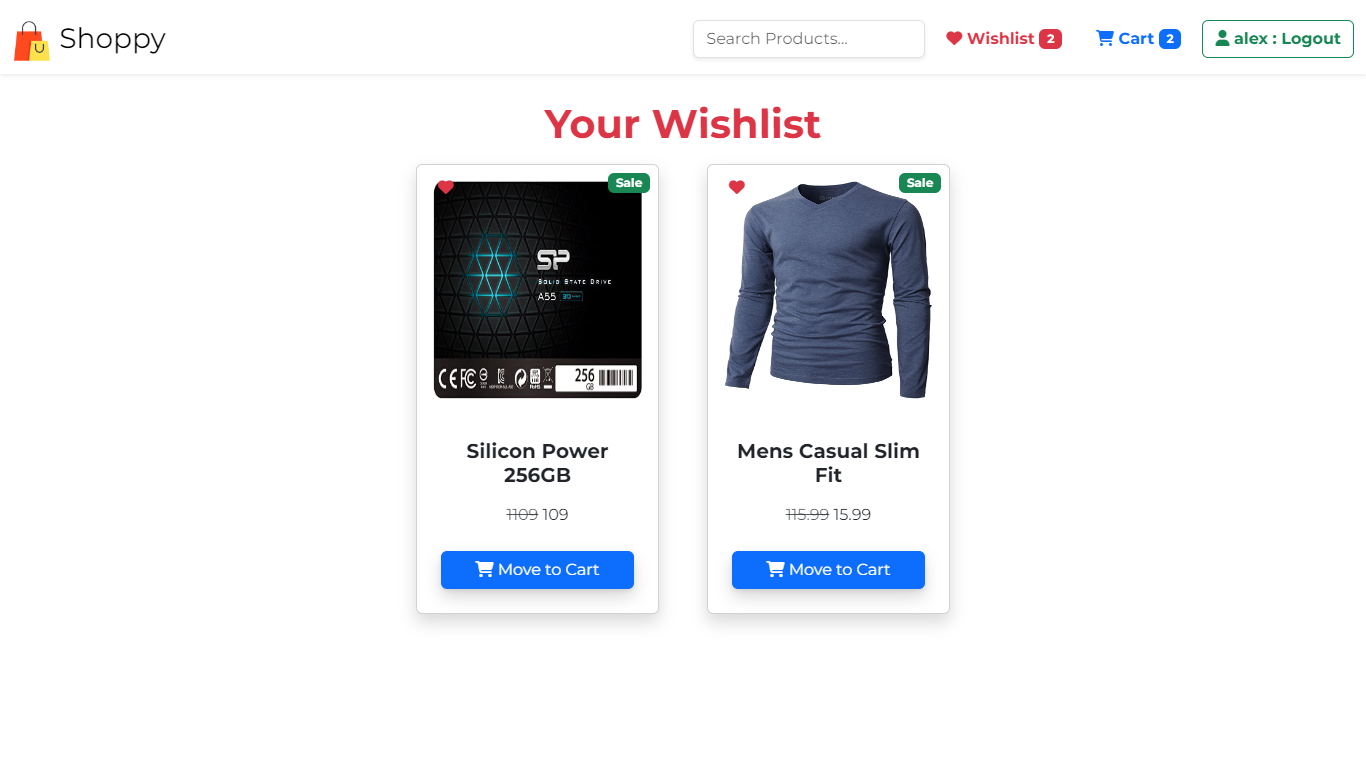 Shoppy
Search Products...
Wishlist 2
Cart 2
alex : Logout
Your Wishlist
Sale
Sale
SP
SOLID STATE DRIVE
A55
256
GB
Silicon Power
256GB
1109 109
Move to Cart
Mens Casual Slim
Fit
115.99 15.99
Move to Cart